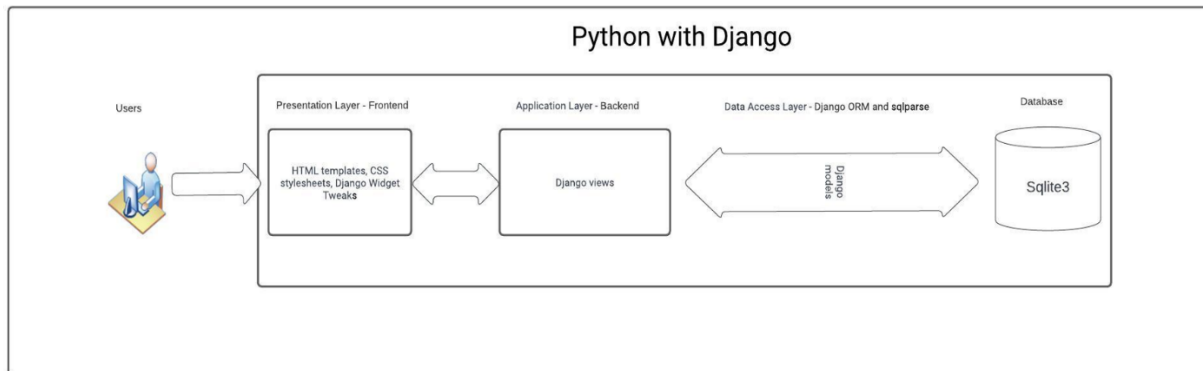 Python with Django
Users
Presentation Layer - Frontend
Application Layer - Backend
Data Access Layer - Django ORM and sqlparse
Database
HTML templates, CSS
stylesheets, Django Widget
Tweaks
Django views
Django
models
Sqlite3